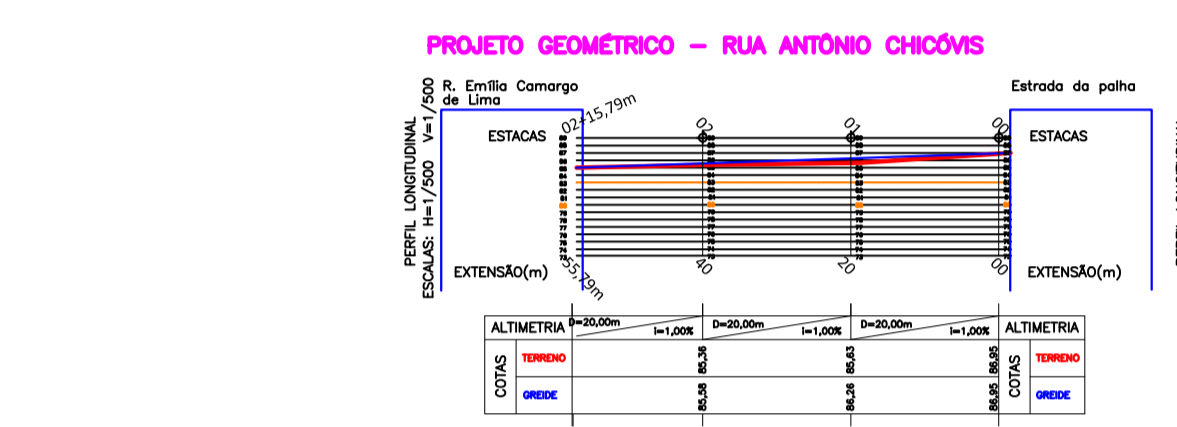 PROJETO GEOMÉTRICO - RUA ANTÔNIO CHICÓVIS
R. Emília Camargo
de Lima
Estrada da palha
PERFIL LONGITUDINAL
ESCALAS: H=1/500 V=1/500
ESTACAS
02+15,79m
02
01
00
ESTACAS
EXTENSÃO(m)
55,79m
40
20
00
EXTENSÃO(m)
ALTIMETRIA
D=20,00m
i=1,00%
D=20,00m
i=1,00%
D=20,00m
i=1,00%
ALTIMETRIA
COTAS
TERRENO
85,36
85,63
86,95
COTAS
TERRENO
GREIDE
85,58
86,26
86,95
GREIDE